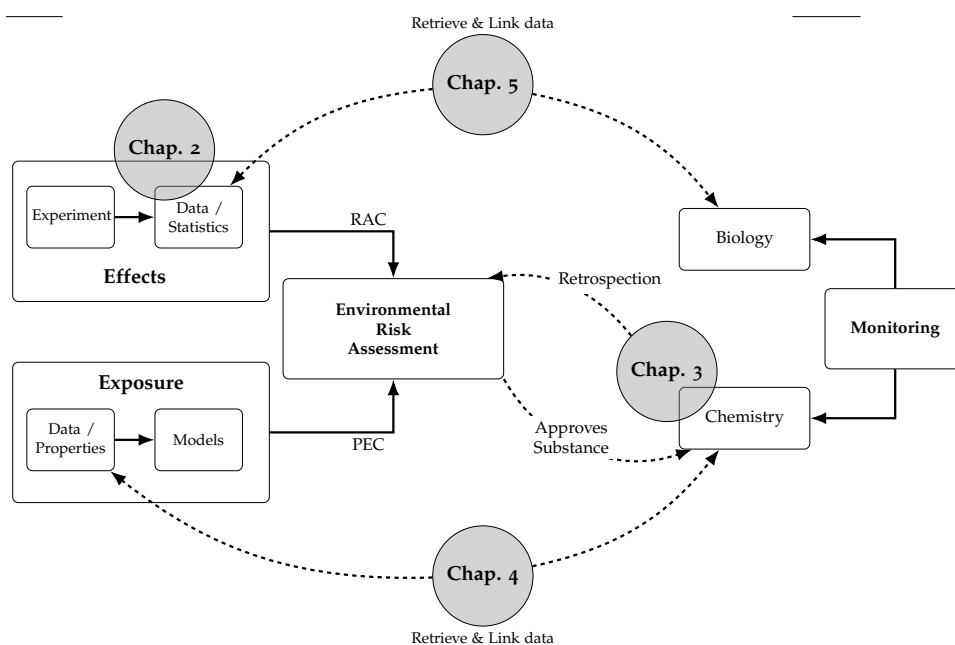 Retrieve & Link data
Chap. 5
Chap. 2
Experiment
Data /
Statistics
Effects
RAC
Biology
Retrospection
Environmental
Risk
Assessment
Monitoring
Exposure
Chap. 3
Data /
Properties
Models
PEC
Approves
Substance
Chemistry
Chap. 4
Retrieve & Link data